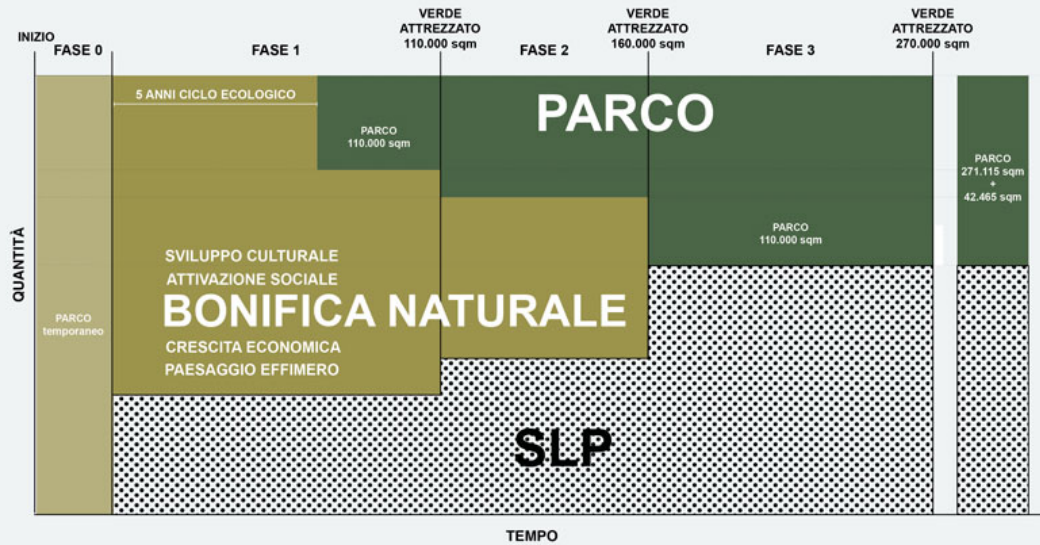 INIZIO
FASE 0
FASE 1
VERDE
ATTREZZATO
110.000 sqm
FASE 2
VERDE
ATTREZZATO
160.000 sqm
FASE 3
VERDE
ATTREZZATO
270.000 sqm
5 ANNI CICLO ECOLOGICO
PARCO
110.000 sqm
PARCO
PARCO
271.115 sqm
+
42.465 sqm
PARCO
110.000 sqm
QUANTITÀ
SVILUPPO CULTURALE
ATTIVAZIONE SOCIALE
BONIFICA NATURALE
CRESCITA ECONOMICA
PAESAGGIO EFFIMERO
PARCO
temporaneo
SLP
TEMPO